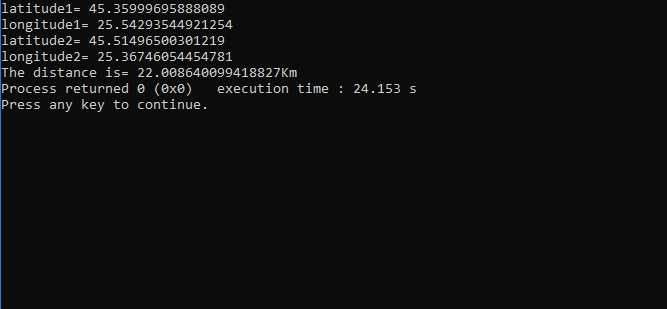 latitude1= 45.35999695888089
longitude1= 25.54293544921254
latitude2= 45.51496500301219
longitude2= 25.36746054454781
The distance is= 22.008640099418827Km
Process returned 0 (0x0)   execution time : 24.153 s
Press any key to continue.